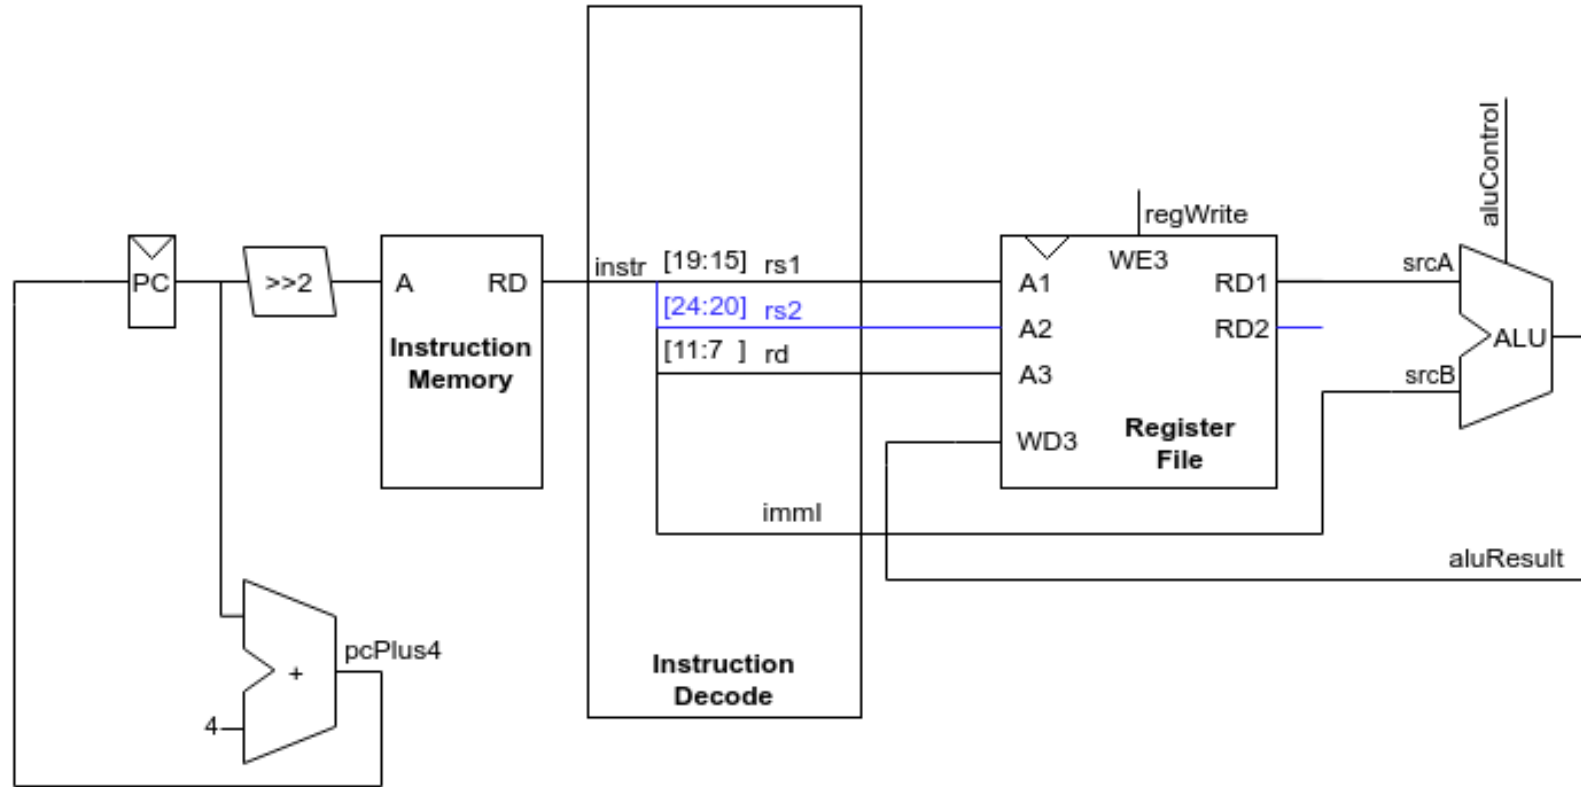 aluControl
regWrite
instr [19:15] rs1
WE3
srcA
PC
>>2
A RD
A1 RD1
[24:20] rs2
A2 RD2
Instruction
Memory
[11:7 ] rd
A3
ALU
srcB
WD3
Register
File
immI
aluResult
pcPlus4
+
4
Instruction
Decode